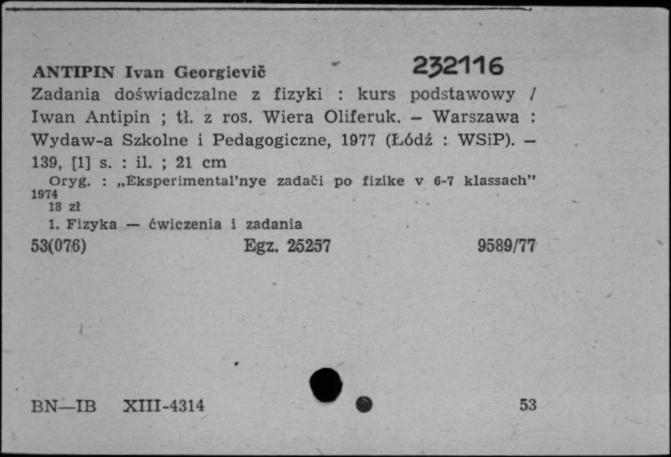 232116
ANTIPIN Ivan Georgievič
Zadania doświadczalne z fizyki : kurs podstawowy /
Iwan Antipin ; tł. z ros. Wiera Oliferuk. — Warszawa :
Wydaw-a Szkolne i Pedagogiczne, 1977 (Łódź : WSiP). —
139, [1] s. : il. ; 21 cm
Oryg. : „Eksperimental'nye zadači po fizike v 6-7 klassach"
1974
18 zł
1. Fizyka — ćwiczenia i zadania
53(076) Egz. 25257 9589/77
BN—IB XIII-4314 53